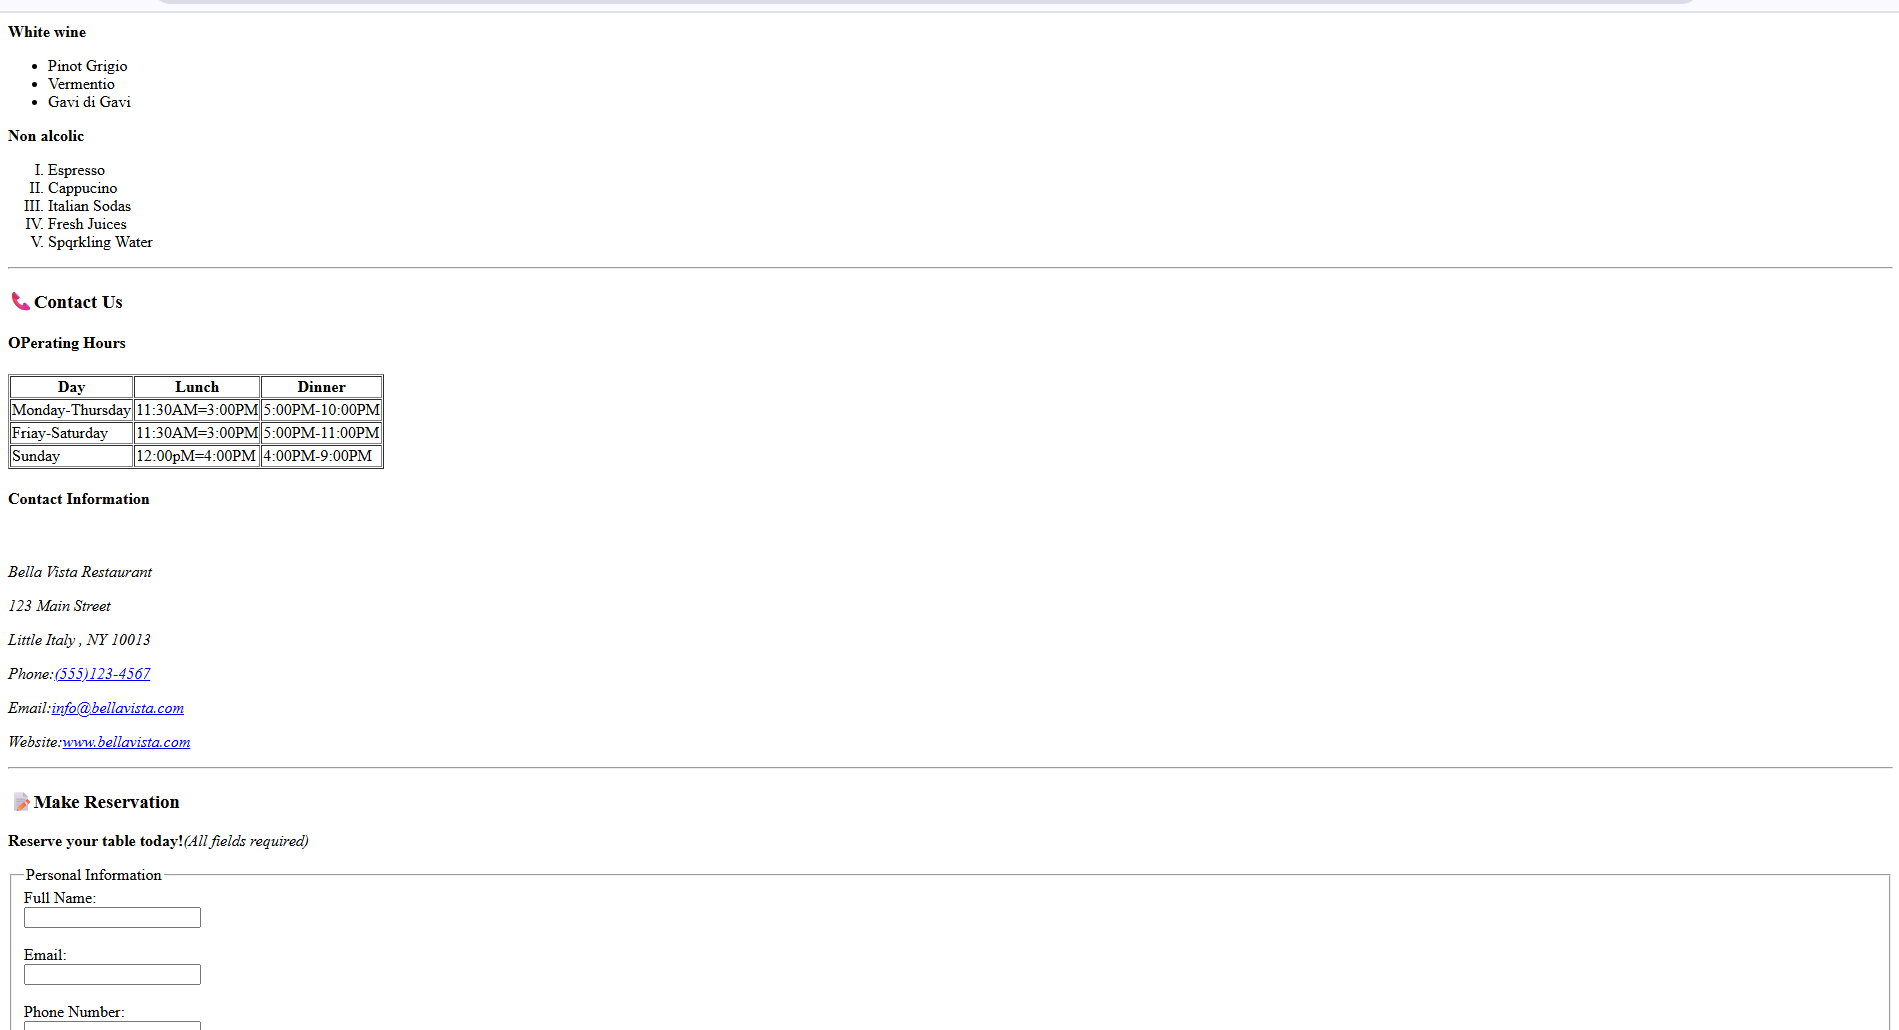 White wine
• Pinot Grigio
• Vermentio
• Gavi di Gavi
Non alcolic
I. Espresso
II. Cappucino
III. Italian Sodas
IV. Fresh Juices
V. Spqrkling Water
Contact Us
OPerating Hours
Day Lunch Dinner
Monday-Thursday 11:30AM=3:00PM 5:00PM-10:00PM
Friay-Saturday 11:30AM=3:00PM 5:00PM-11:00PM
Sunday 12:00pM=4:00PM 4:00PM-9:00PM
Contact Information
Bella Vista Restaurant
123 Main Street
Little Italy , NY 10013
Phone:(555)123-4567
Email:info@bellavista.com
Website:www.bellavista.com
Make Reservation
Reserve your table today!(All fields required)
Personal Information
Full Name:
Email:
Phone Number: